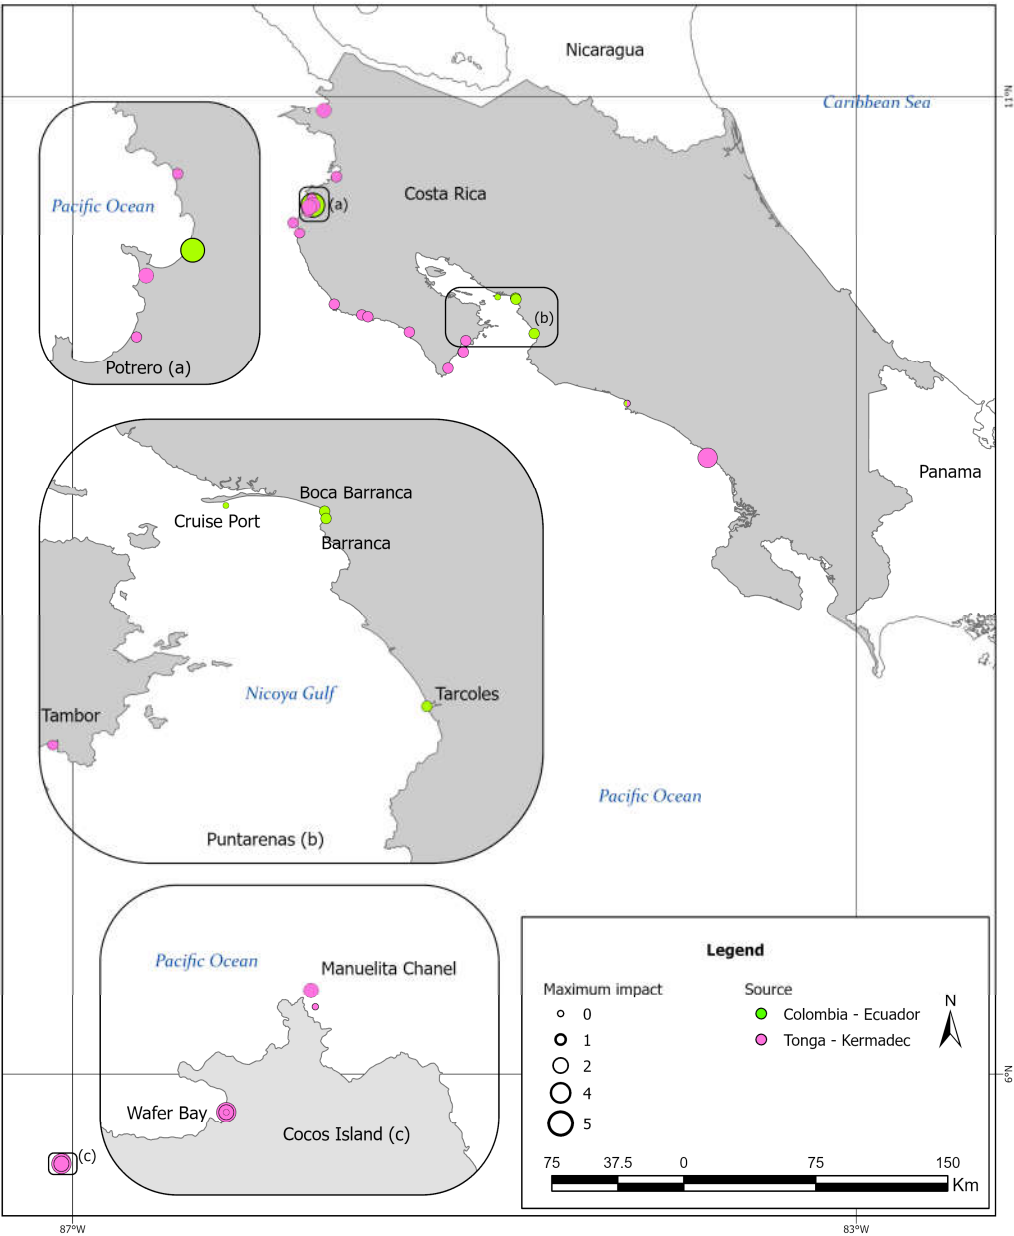 Nicaragua
Caribbean Sea
11°N
Costa Rica
Pacific Ocean
(a)
(b)
Potrero (a)
Panama
Boca Barranca
Cruise Port
Barranca
Nicoya Gulf
Tarcoles
Tambor
Pacific Ocean
Puntarenas (b)
Legend
Pacific Ocean
Manuelita Chanel
Maximum impact
0
1
2
4
5
Source
Colombia - Ecuador
Tonga - Kermadec
N
6°N
Wafer Bay
Cocos Island (c)
(c)
75 37.5 0 75 150
Km
87°W
83°W